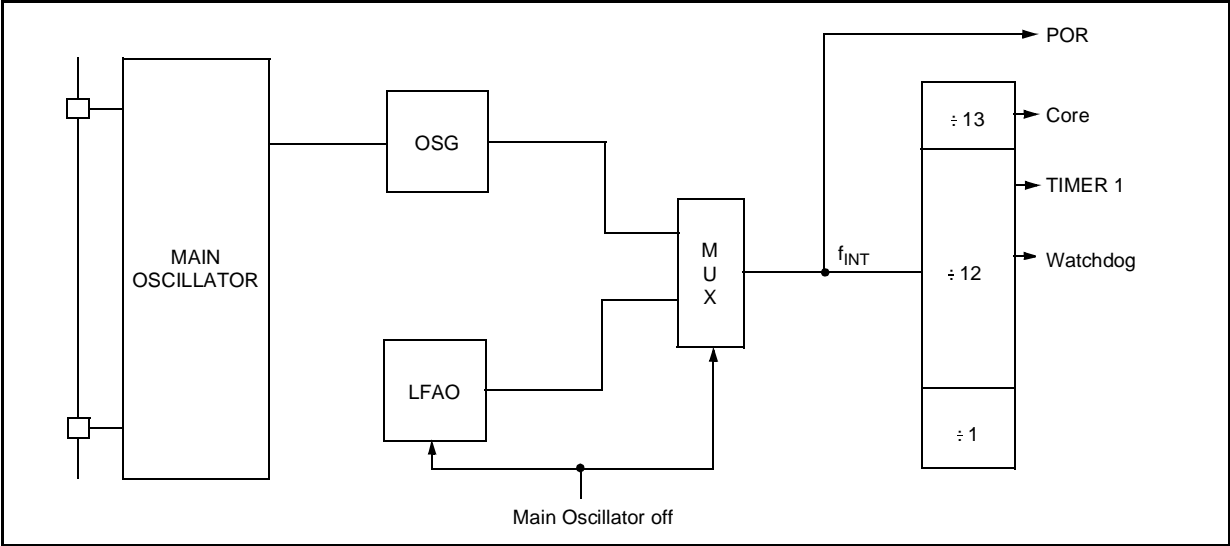 POR
÷ 13
Core
OSG
TIMER 1
MAIN
OSCILLATOR
M
U
X
fINT
Watchdog
÷ 12
LFAO
÷ 1
Main Oscillator off